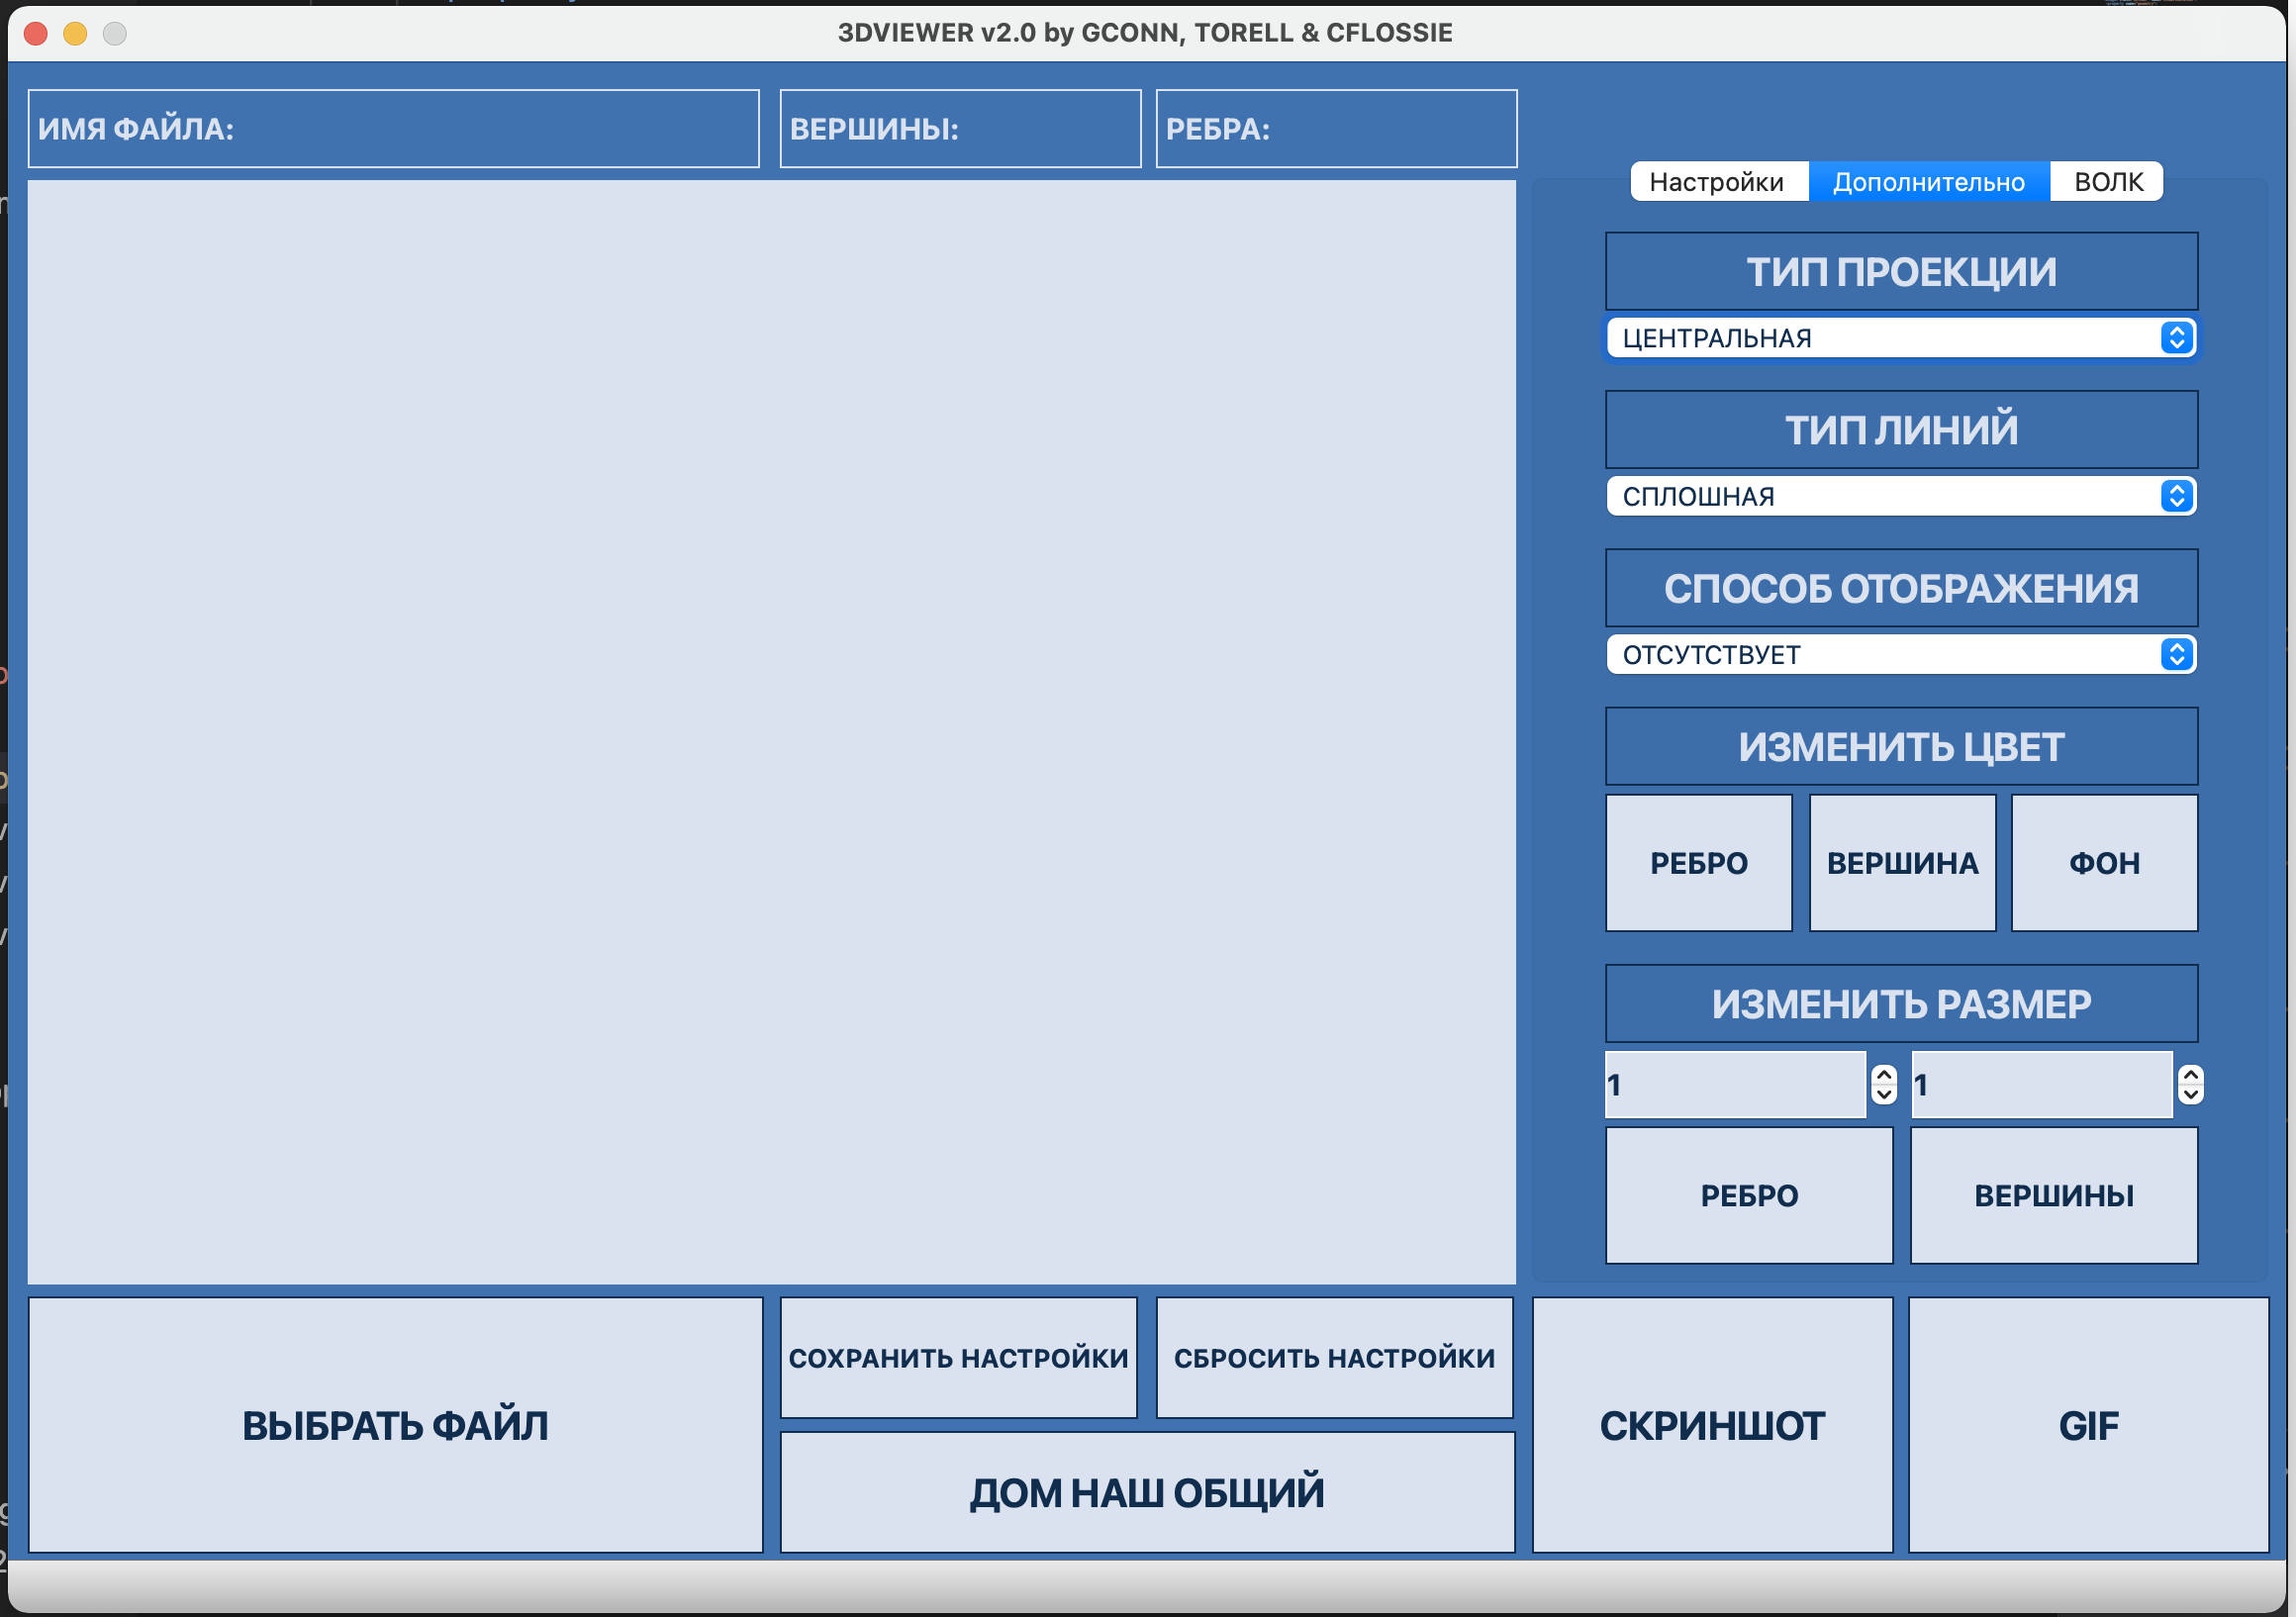 3DVIEWER v2.0 by GCONN, TORELL & CFLOSSIE
ИМЯ ФАЙЛА:
ВЕРШИНЫ:
РЕБРА:
Настройки
Дополнительно
ВОЛК
ТИП ПРОЕКЦИИ
ЦЕНТРАЛЬНАЯ
ТИП ЛИНИЙ
СПЛОШНАЯ
СПОСОБ ОТОБРАЖЕНИЯ
ОТСУТСТВУЕТ
ИЗМЕНИТЬ ЦВЕТ
РЕБРО
ВЕРШИНА
ФОН
ИЗМЕНИТЬ РАЗМЕР
1
1
РЕБРО
ВЕРШИНЫ
ВЫБРАТЬ ФАЙЛ
СОХРАНИТЬ НАСТРОЙКИ
СБРОСИТЬ НАСТРОЙКИ
ДОМ НАШ ОБЩИЙ
СКРИНШОТ
GIF